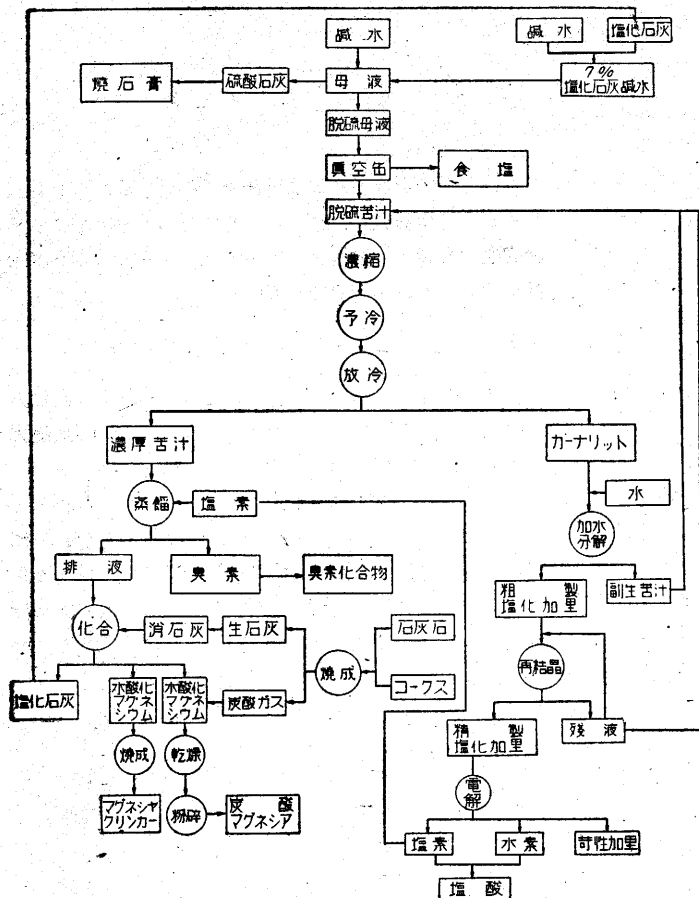 鹹水
鹹水
塩化石灰
7%
塩化石灰鹹水
母液
硫酸石灰
焼石膏
脱硫母液
真空缶
食塩
脱硫苦汁
濃縮
予冷
放冷
濃厚苦汁
カーナリット
蒸餾
塩素
水
加水
分解
排液
臭素
臭素化合物
粗製
塩化加里
副生苦汁
化合
消石灰
生石灰
石灰石
焼成
コークス
再結晶
塩化石灰
水酸化
マグネ
シウム
水酸化
マグネ
シウム
炭酸ガス
精製
塩化加里
残液
焼成
乾燥
電解
マグネシヤ
クリンカー
粉砕
炭酸
マグネシア
塩素
水素
苛性加里
塩酸